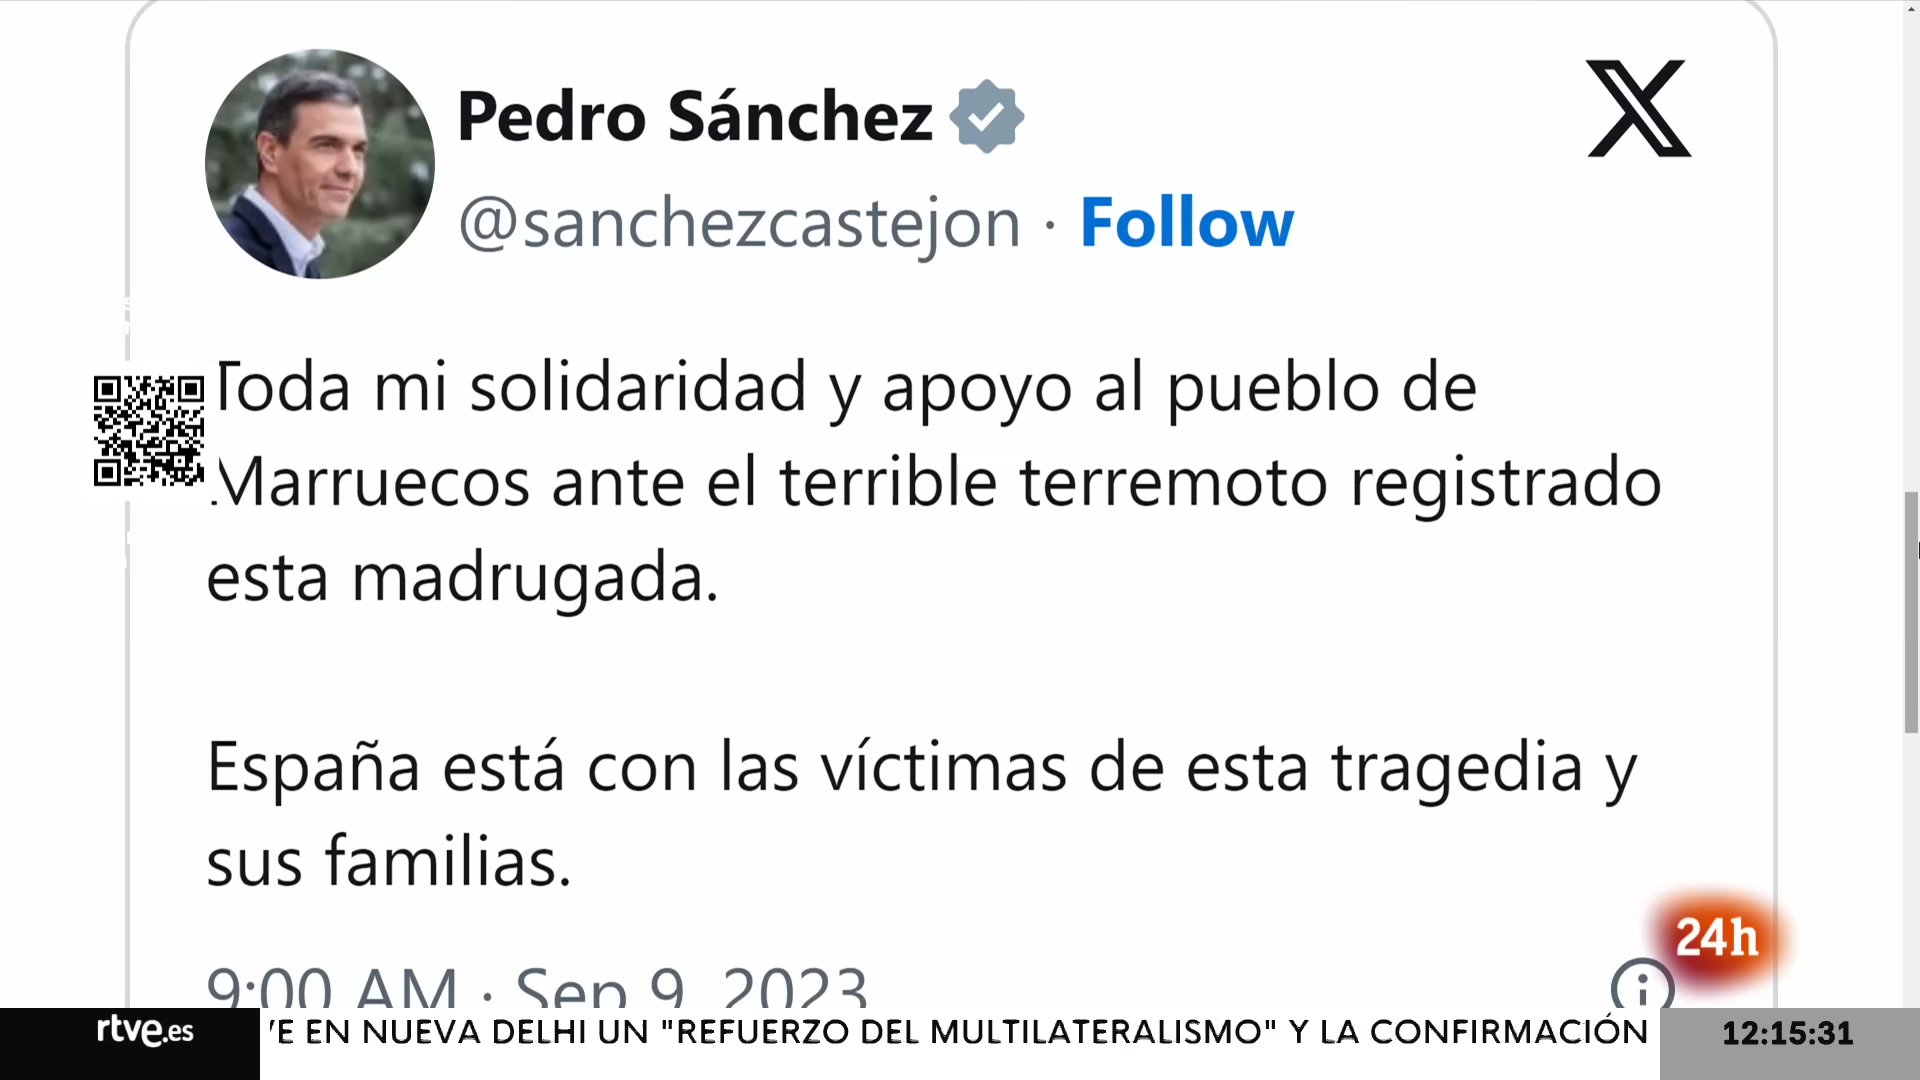 Pedro Sánchez
@sanchezcastejon · Follow
Toda mi solidaridad y apoyo al pueblo de
Marruecos ante el terrible terremoto registrado
esta madrugada.
España está con las víctimas de esta tragedia y
sus familias.
9:00 AM · Sep 9, 2023
24h
rtve.es
EN NUEVA DELHI UN "REFUERZO DEL MULTILATERALISMO" Y LA CONFIRMACIÓN
12:15:31